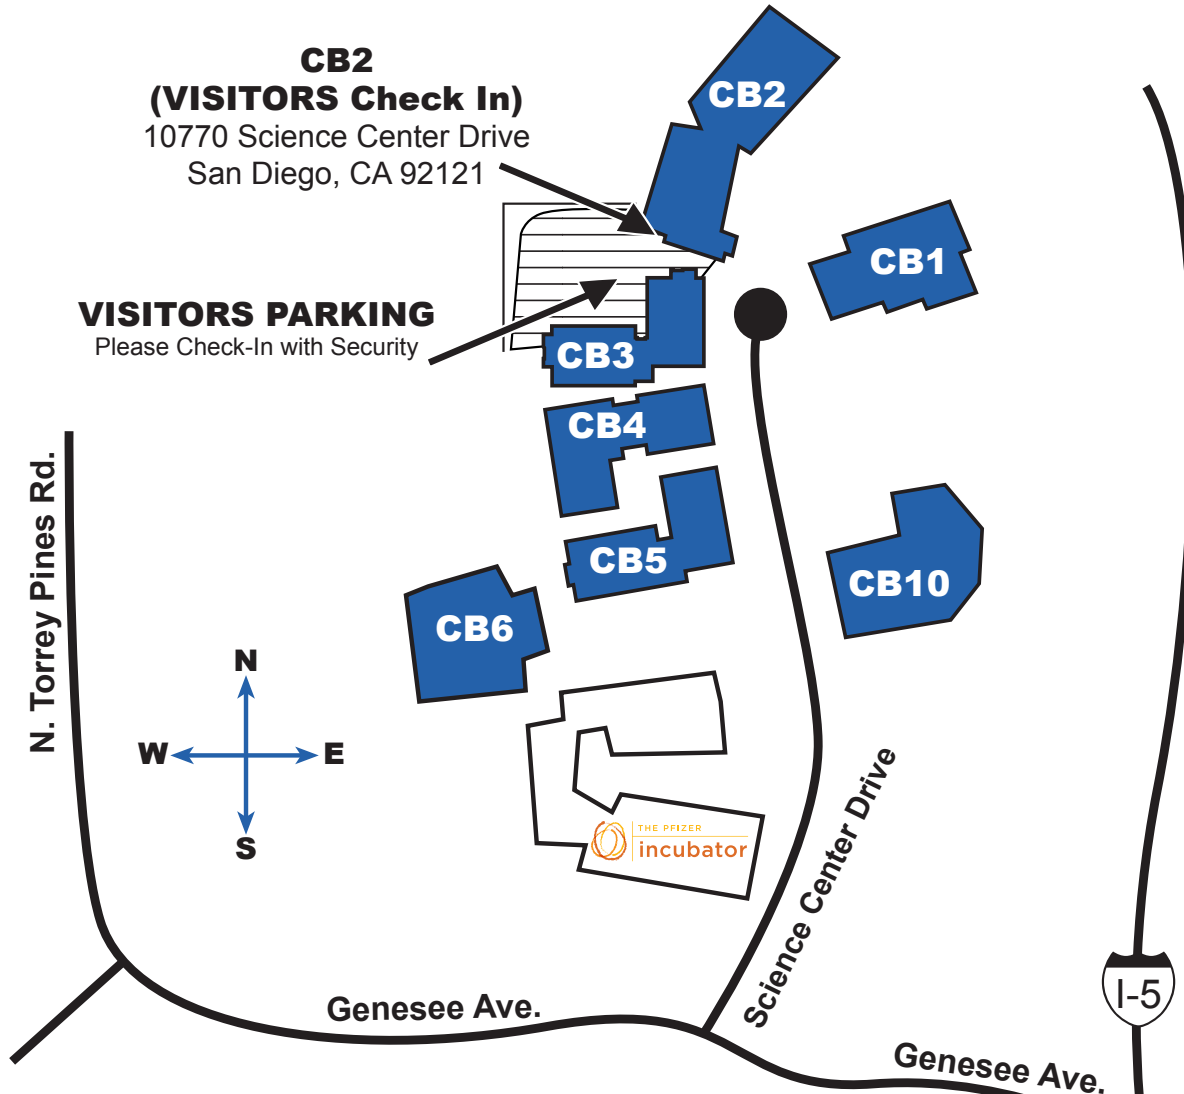 CB2
(VISITORS Check In)
10770 Science Center Drive
San Diego, CA 92121
CB2
CB1
VISITORS PARKING
Please Check-In with Security
CB3
CB4
N. Torrey Pines Rd.
CB5
CB10
CB6
N
W
E
S
THE PFIZER
incubator
Science Center Drive
I-5
Genesee Ave.
Genesee Ave.